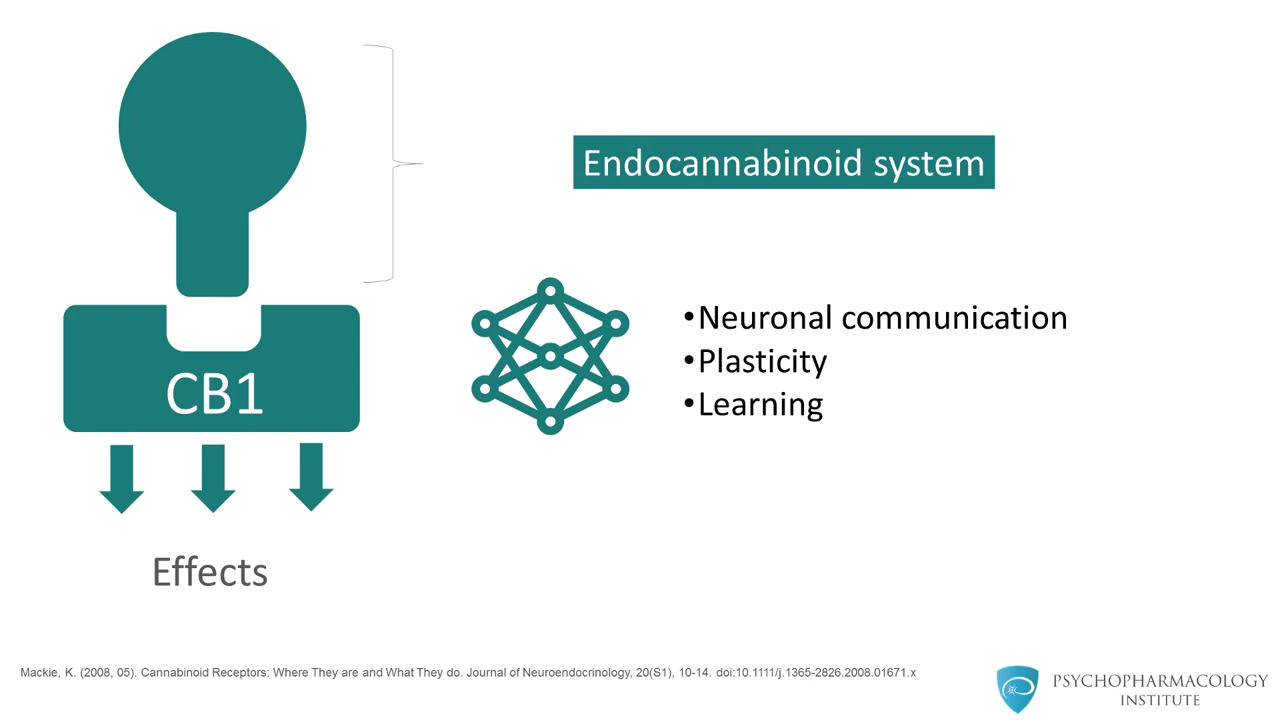 Endocannabinoid system
•Neuronal communication
•Plasticity
•Learning
CB1
Effects
Mackie, K. (2008, 05). Cannabinoid Receptors: Where They are and What They do. Journal of Neuroendocrinology, 20(S1), 10-14. doi:10.1111/j.1365-2826.2008.01671.x
PSYCHOPHARMACOLOGY
INSTITUTE